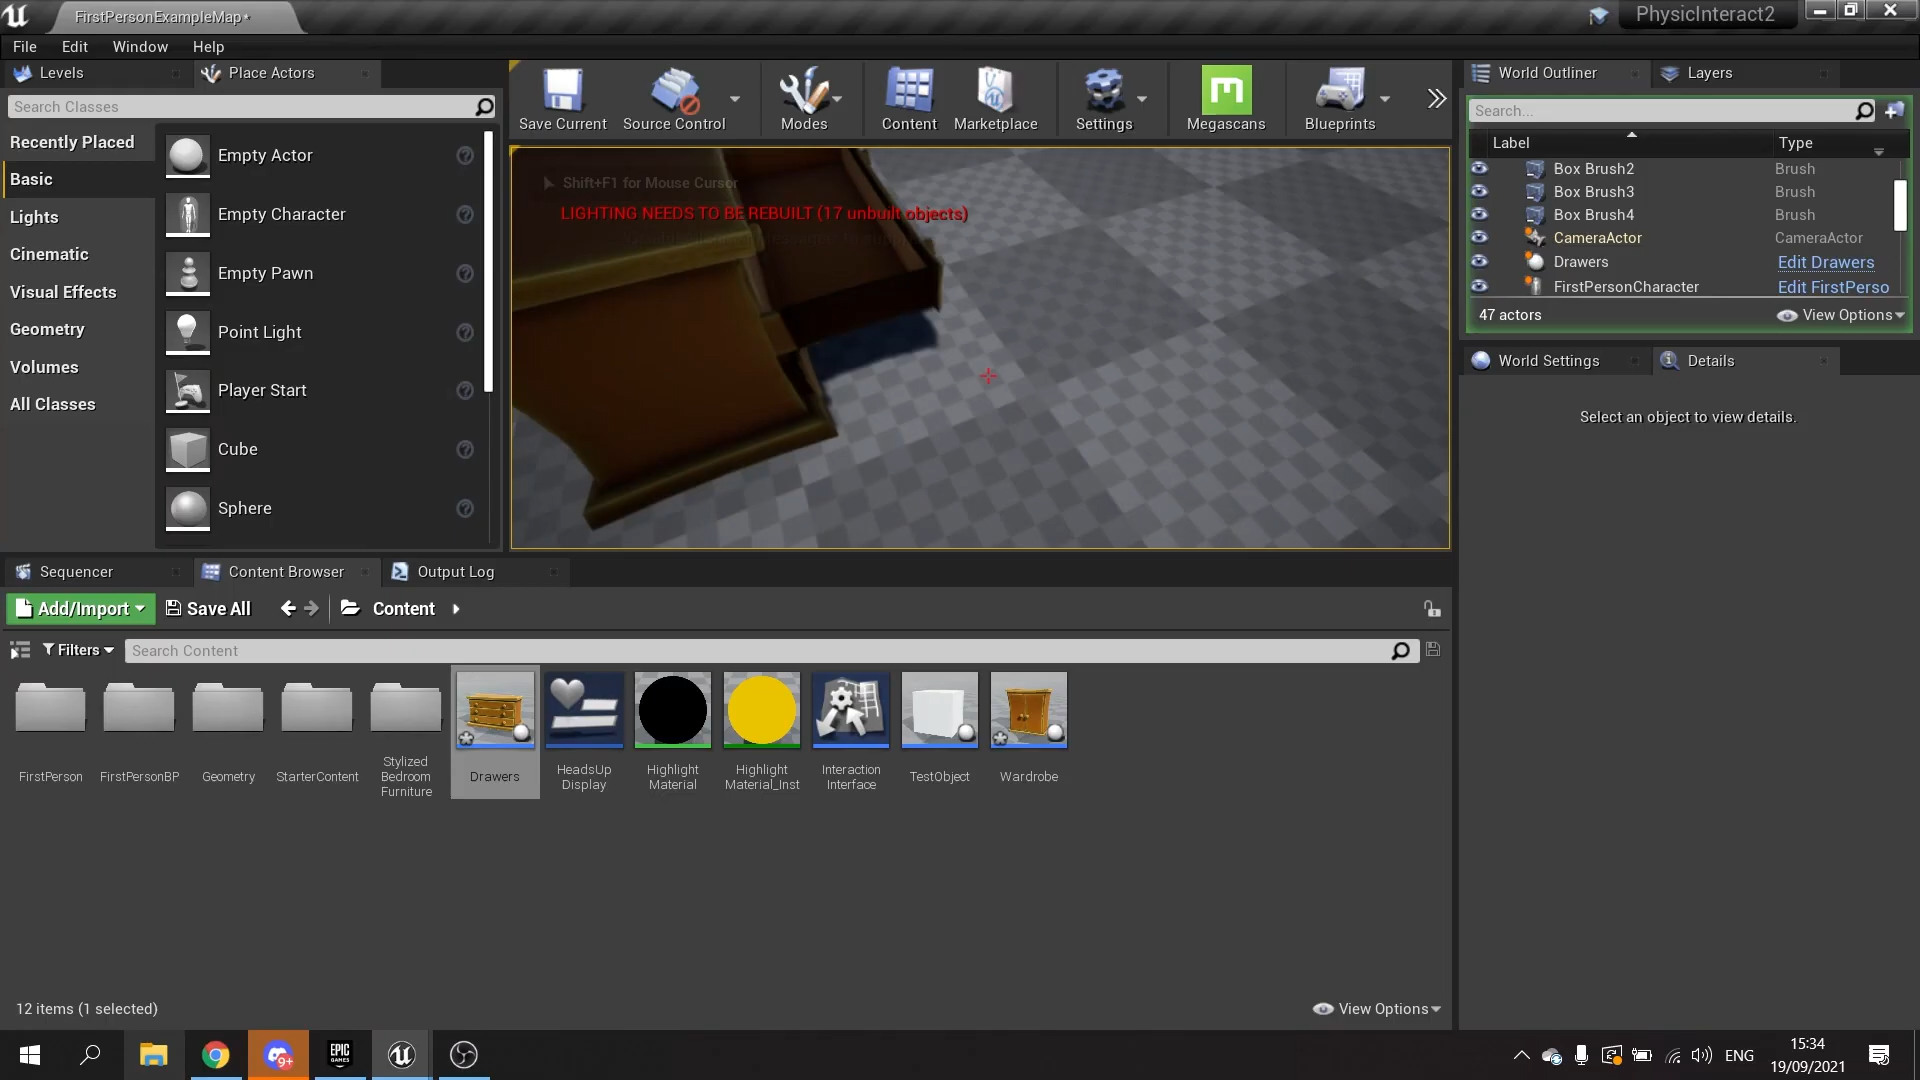 FirstPersonExampleMap*
PhysicInteract2
File Edit Window Help
Levels
Place Actors
Search Classes
Recently Placed
Basic
Lights
Cinematic
Visual Effects
Geometry
Volumes
All Classes
Empty Actor
Empty Character
Empty Pawn
Point Light
Player Start
Cube
Sphere
Save Current
Source Control
Modes
Content
Marketplace
Settings
Megascans
Blueprints
Shift+F1 for Mouse Cursor
LIGHTING NEEDS TO BE REBUILT (17 unbuilt objects)
World Outliner
Layers
Search...
Label Type
Box Brush2 Brush
Box Brush3 Brush
Box Brush4 Brush
CameraActor CameraActor
Drawers Edit Drawers
FirstPersonCharacter Edit FirstPerso
47 actors
View Options
World Settings
Details
Select an object to view details.
Sequencer
Content Browser
Output Log
Add/Import
Save All
Content
Filters
Search Content
FirstPerson
FirstPersonBP
Geometry
StarterContent
Stylized
Bedroom
Furniture
Drawers
HeadsUp
Display
Highlight
Material
Highlight
Material_Inst
Interaction
Interface
TestObject
Wardrobe
12 items (1 selected)
View Options
9+
EPIC
GAMES
ENG
15:34
19/09/2021